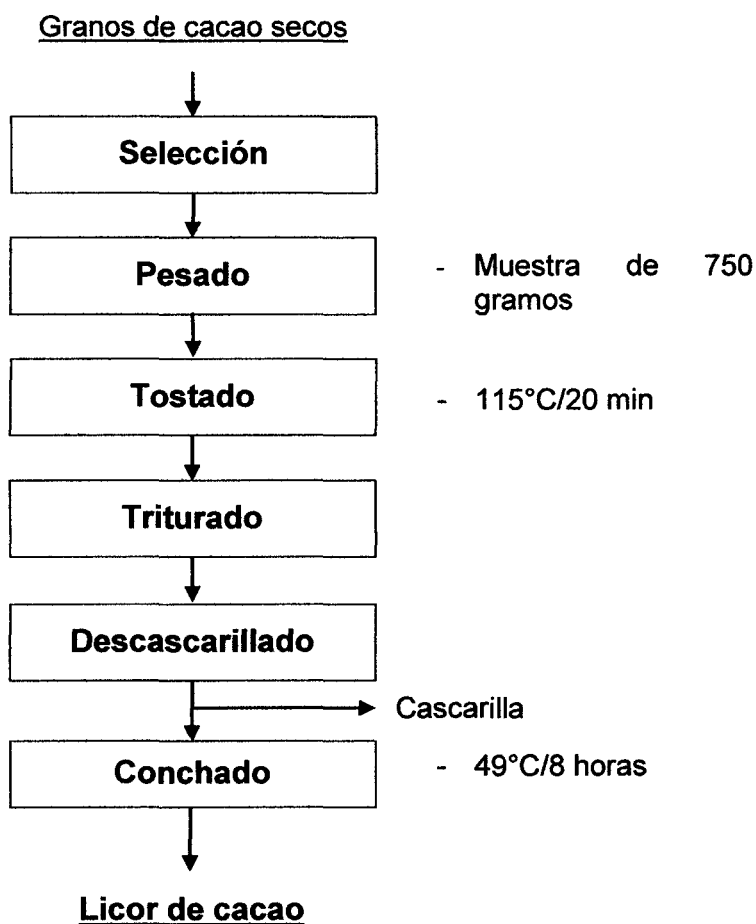 Granos de cacao secos
Selección
Pesado
- Muestra de 750
gramos
Tostado
- 115°C/20 min
Triturado
Descascarillado
Cascarilla
Conchado
- 49°C/8 horas
Licor de cacao